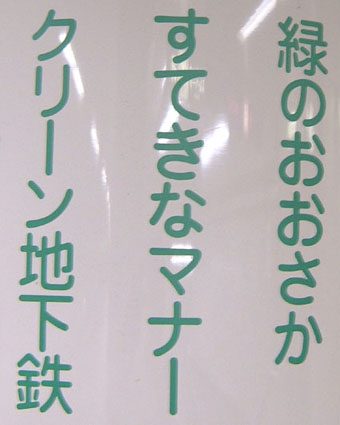 緑のおおさか
すてきなマナー
クリーン地下鉄